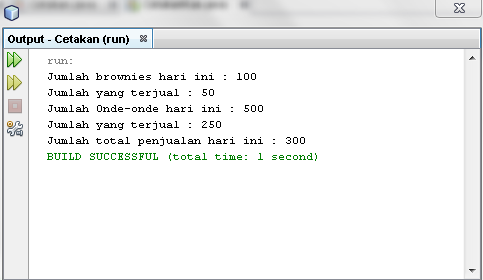 Output - Cetakan (run)
run:
Jumlah brownies hari ini : 100
Jumlah yang terjual : 50
Jumlah Onde-onde hari ini : 500
Jumlah yang terjual : 250
Jumlah total penjualan hari ini : 300
BUILD SUCCESSFUL (total time: 1 second)